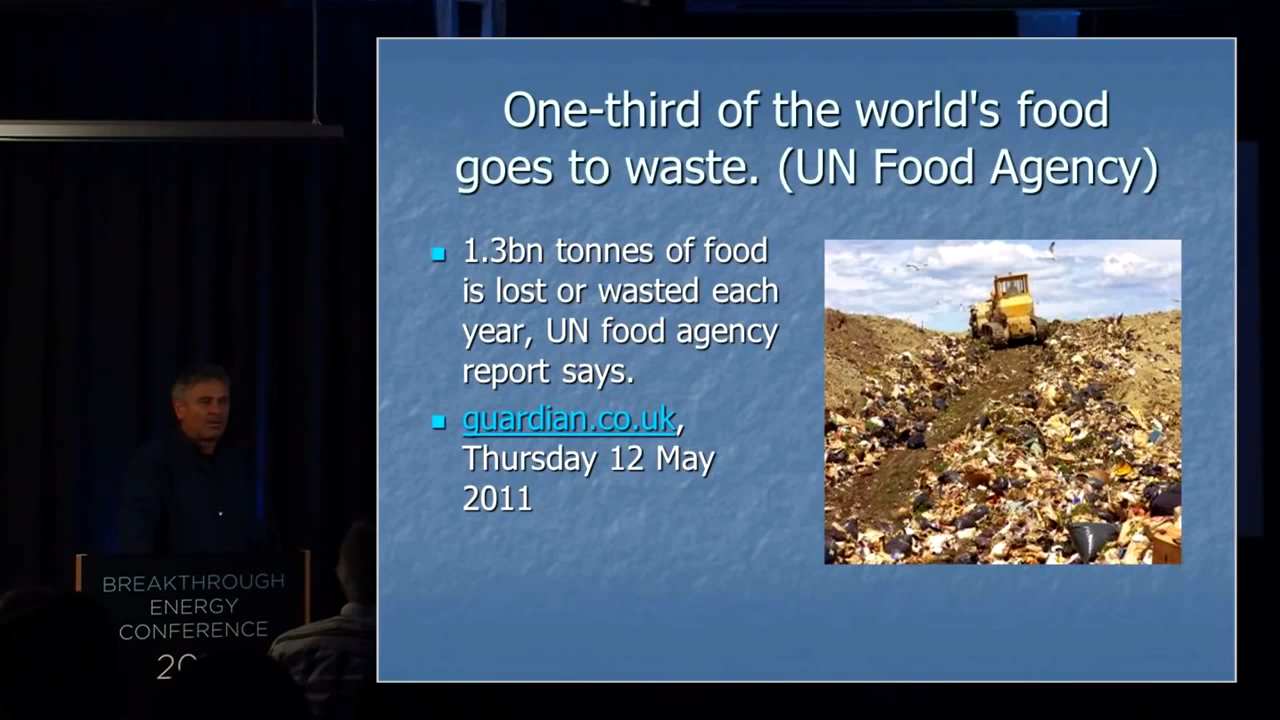 One-third of the world's food
goes to waste. (UN Food Agency)
1.3bn tonnes of food
is lost or wasted each
year, UN food agency
report says.
guardian.co.uk,
Thursday 12 May
2011
BREAKTHROUGH
ENERGY
CONFERENCE